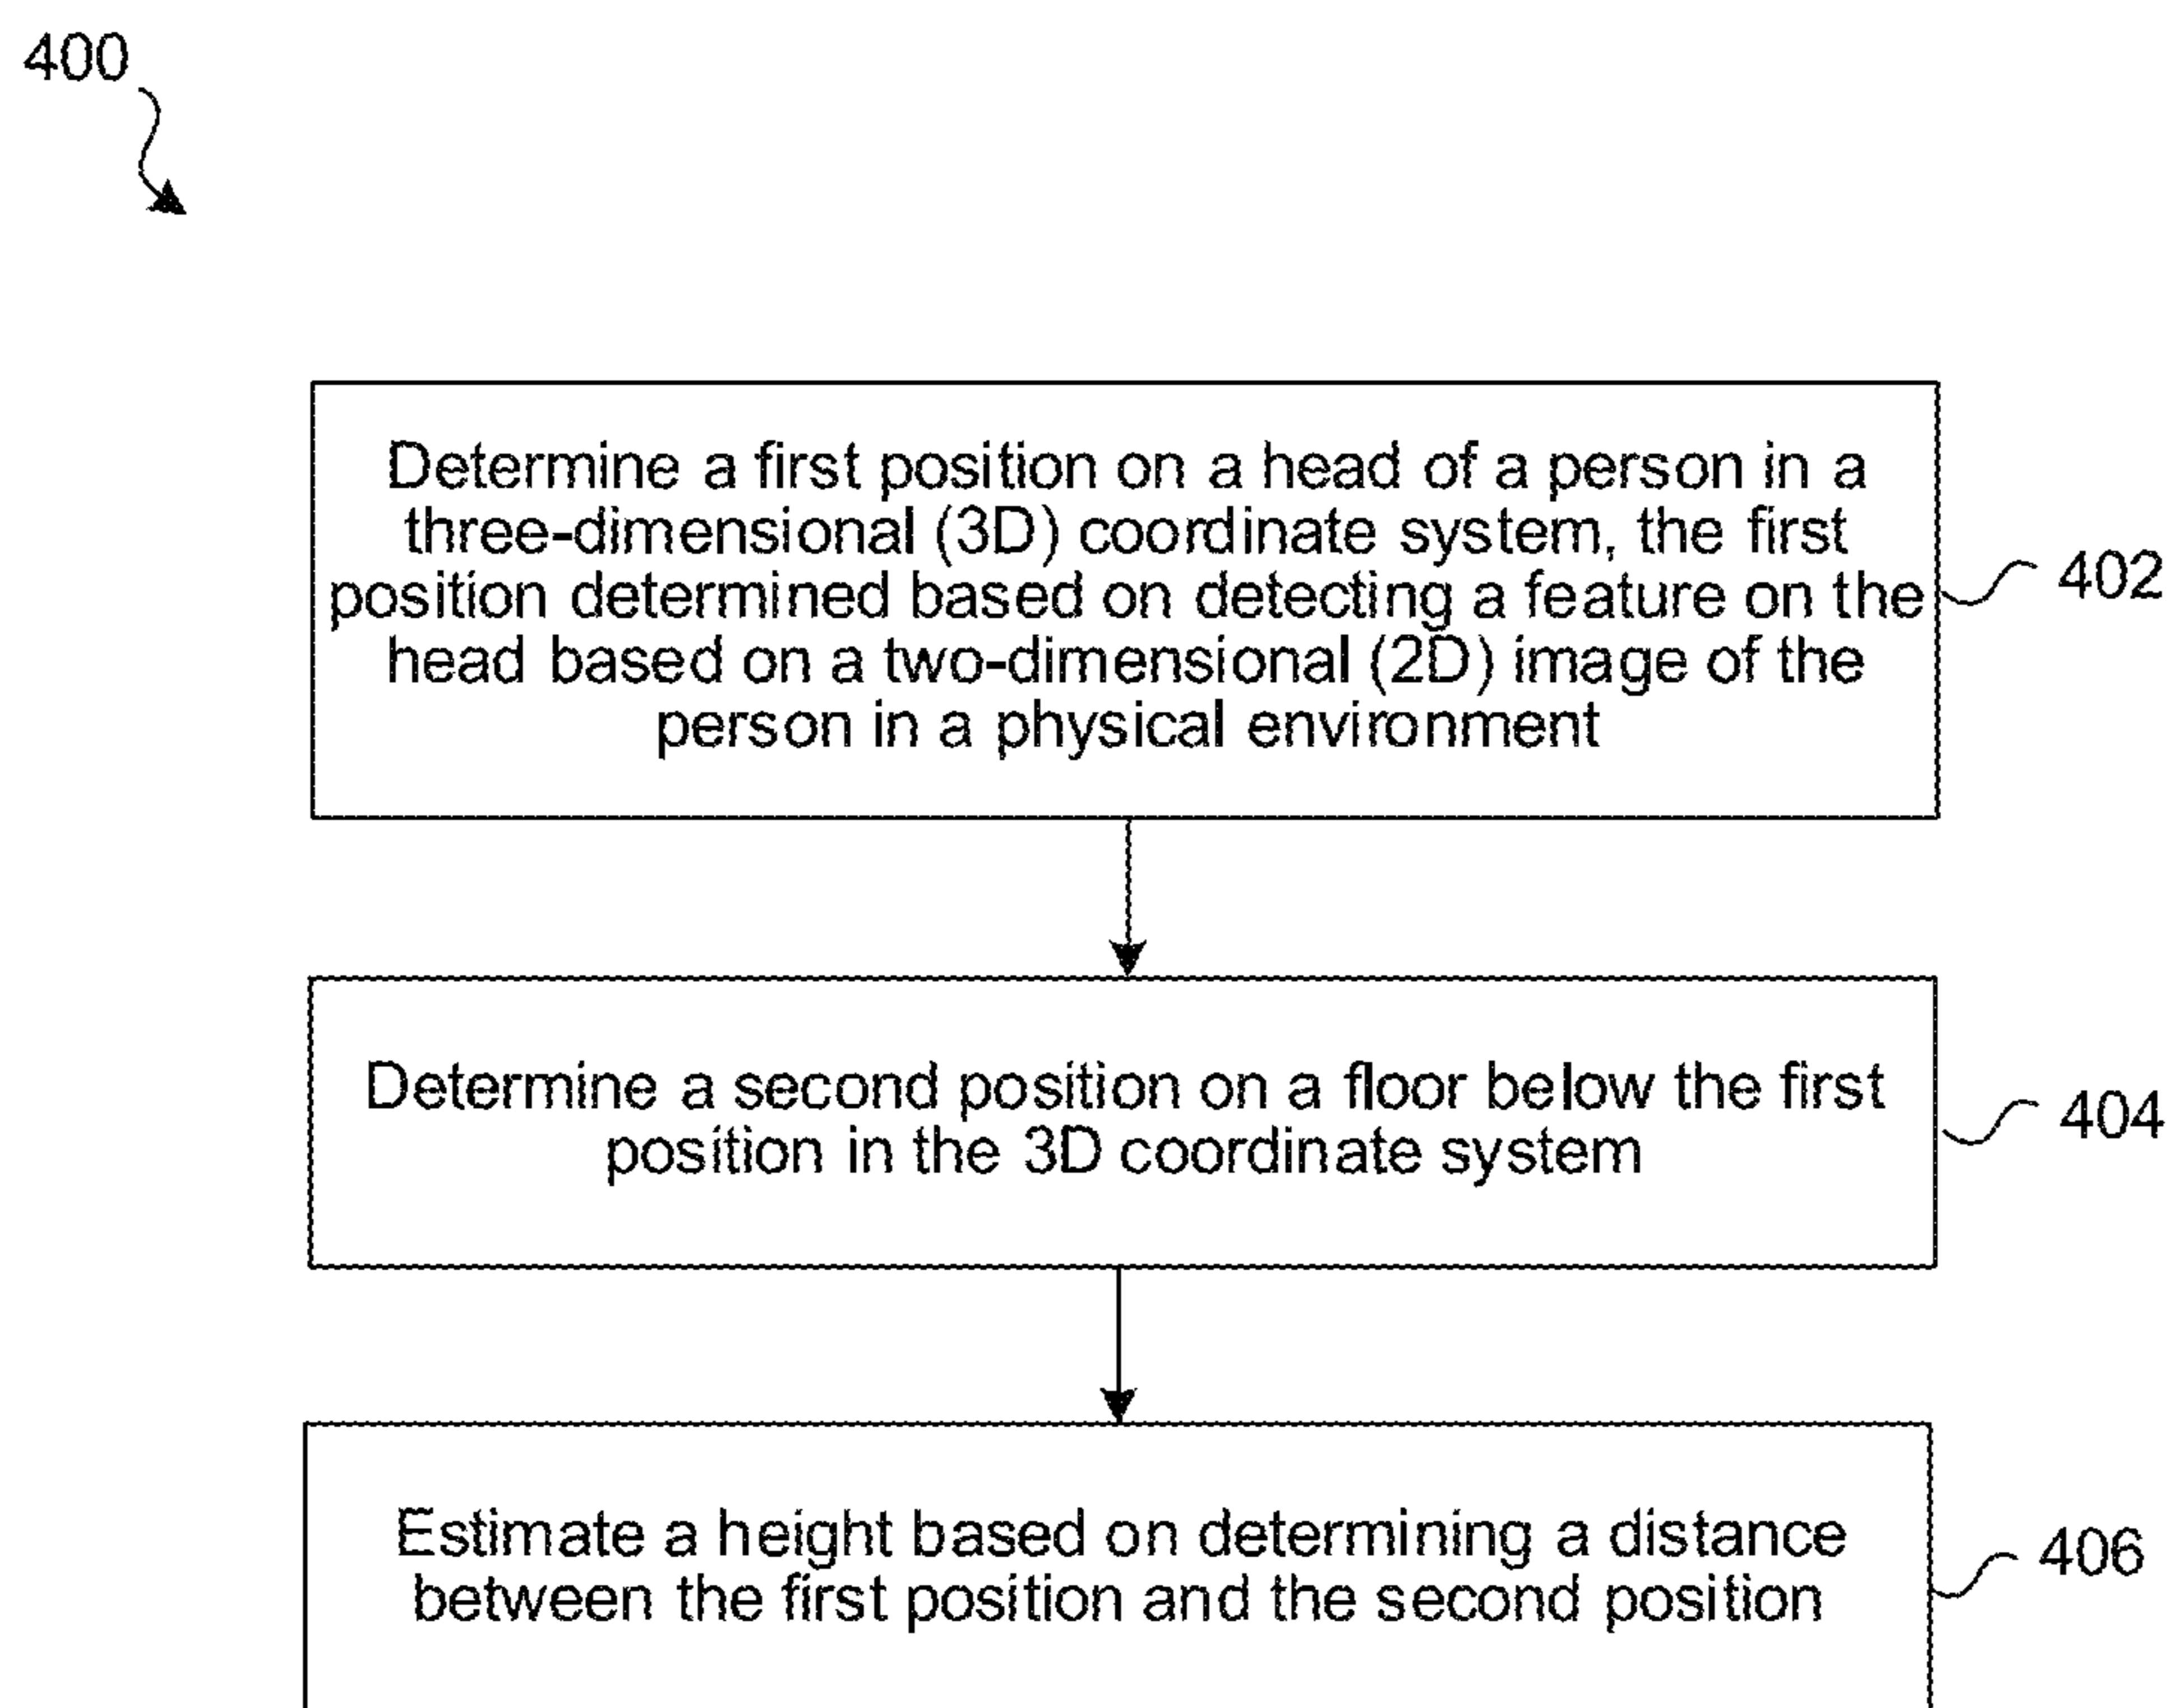 400
Determine a first position on a head of a person in a
three-dimensional (3D) coordinate system, the first
position determined based on detecting a feature on the
head based on a two-dimensional (2D) image of the
person in a physical environment
402
Determine a second position on a floor below the first
position in the 3D coordinate system
404
Estimate a height based on determining a distance
between the first position and the second position
406